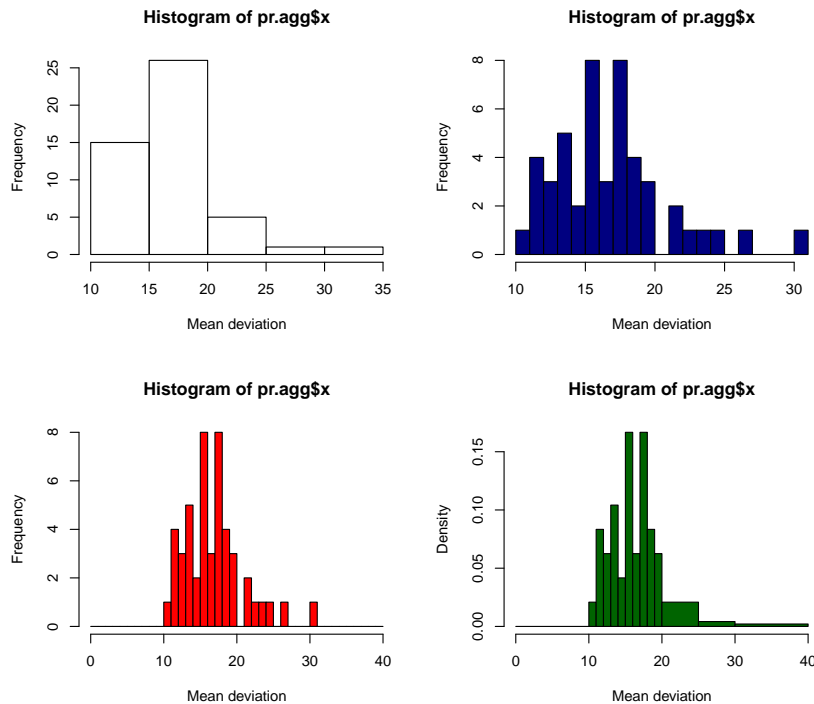 Histogram of pr.agg$x
Frequency
0 5 10 15 20 25
10 15 20 25 30 35
Mean deviation
Histogram of pr.agg$x
Frequency
0 2 4 6 8
10 15 20 25 30
Mean deviation
Histogram of pr.agg$x
Frequency
0 2 4 6 8
0 10 20 30 40
Mean deviation
Histogram of pr.agg$x
Density
0.00 0.05 0.10 0.15
0 10 20 30 40
Mean deviation